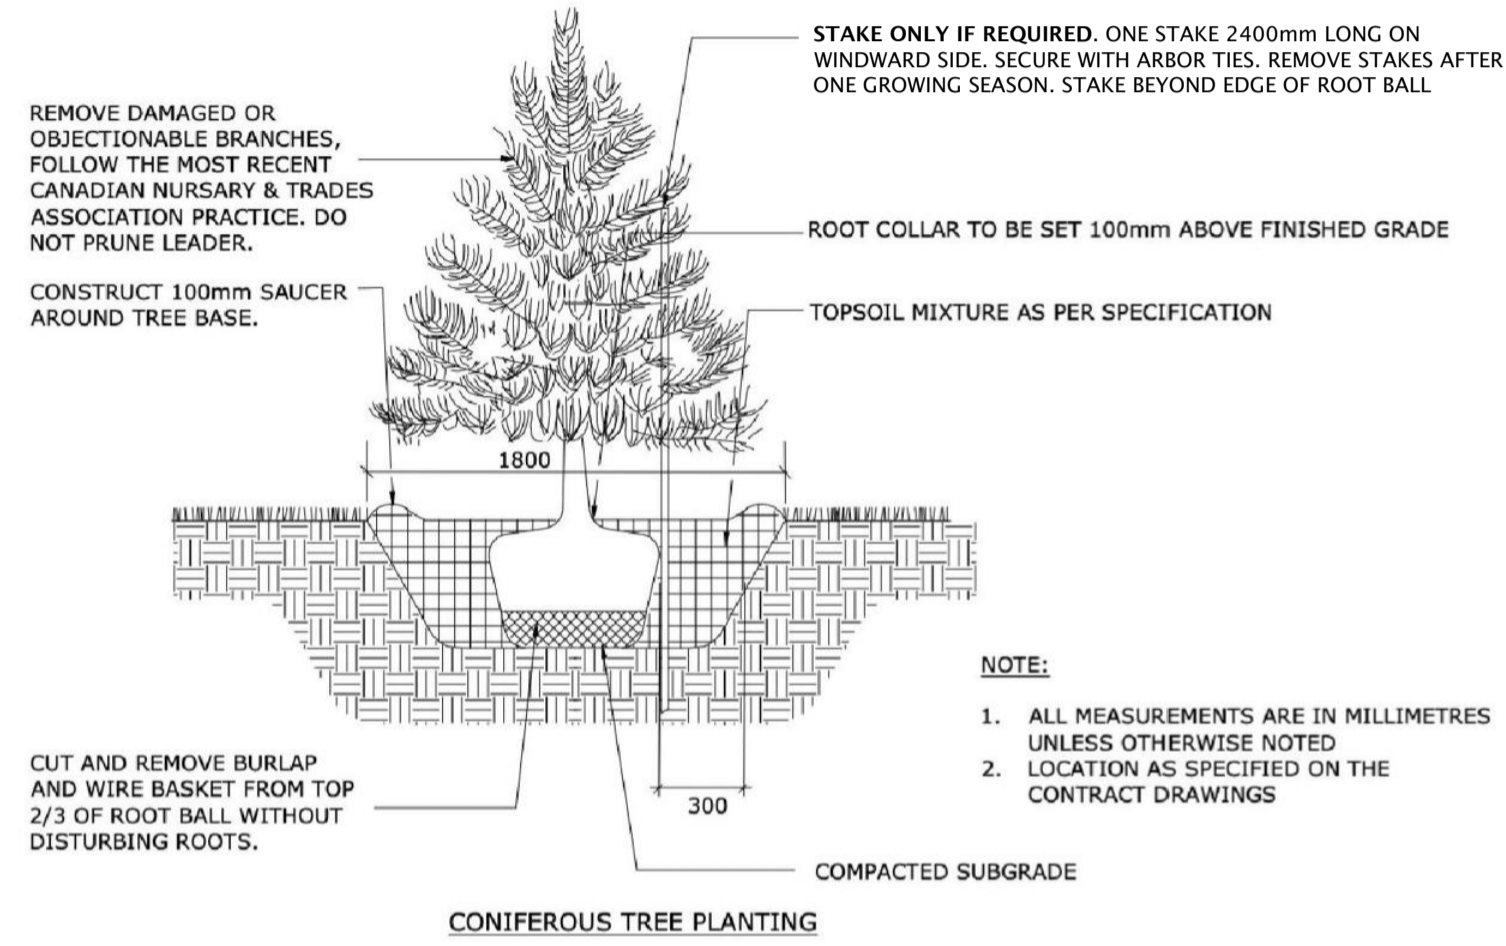 STAKE ONLY IF REQUIRED. ONE STAKE 2400mm LONG ON
WINDWARD SIDE. SECURE WITH ARBOR TIES. REMOVE STAKES AFTER
ONE GROWING SEASON. STAKE BEYOND EDGE OF ROOT BALL
REMOVE DAMAGED OR
OBJECTIONABLE BRANCHES,
FOLLOW THE MOST RECENT
CANADIAN NURSARY & TRADES
ASSOCIATION PRACTICE. DO
NOT PRUNE LEADER.
ROOT COLLAR TO BE SET 100mm ABOVE FINISHED GRADE
CONSTRUCT 100mm SAUCER
AROUND TREE BASE.
TOPSOIL MIXTURE AS PER SPECIFICATION
1800
NOTE:
1. ALL MEASUREMENTS ARE IN MILLIMETRES
UNLESS OTHERWISE NOTED
2. LOCATION AS SPECIFIED ON THE
CONTRACT DRAWINGS
CUT AND REMOVE BURLAP
AND WIRE BASKET FROM TOP
2/3 OF ROOT BALL WITHOUT
DISTURBING ROOTS.
300
COMPACTED SUBGRADE
CONIFEROUS TREE PLANTING